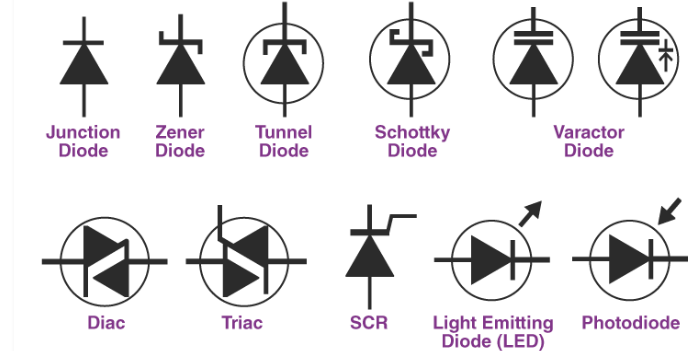 Junction
Diode
Zener
Diode
Tunnel
Diode
Schottky
Diode
Varactor
Diode
Diac
Triac
SCR
Light Emitting
Diode (LED)
Photodiode